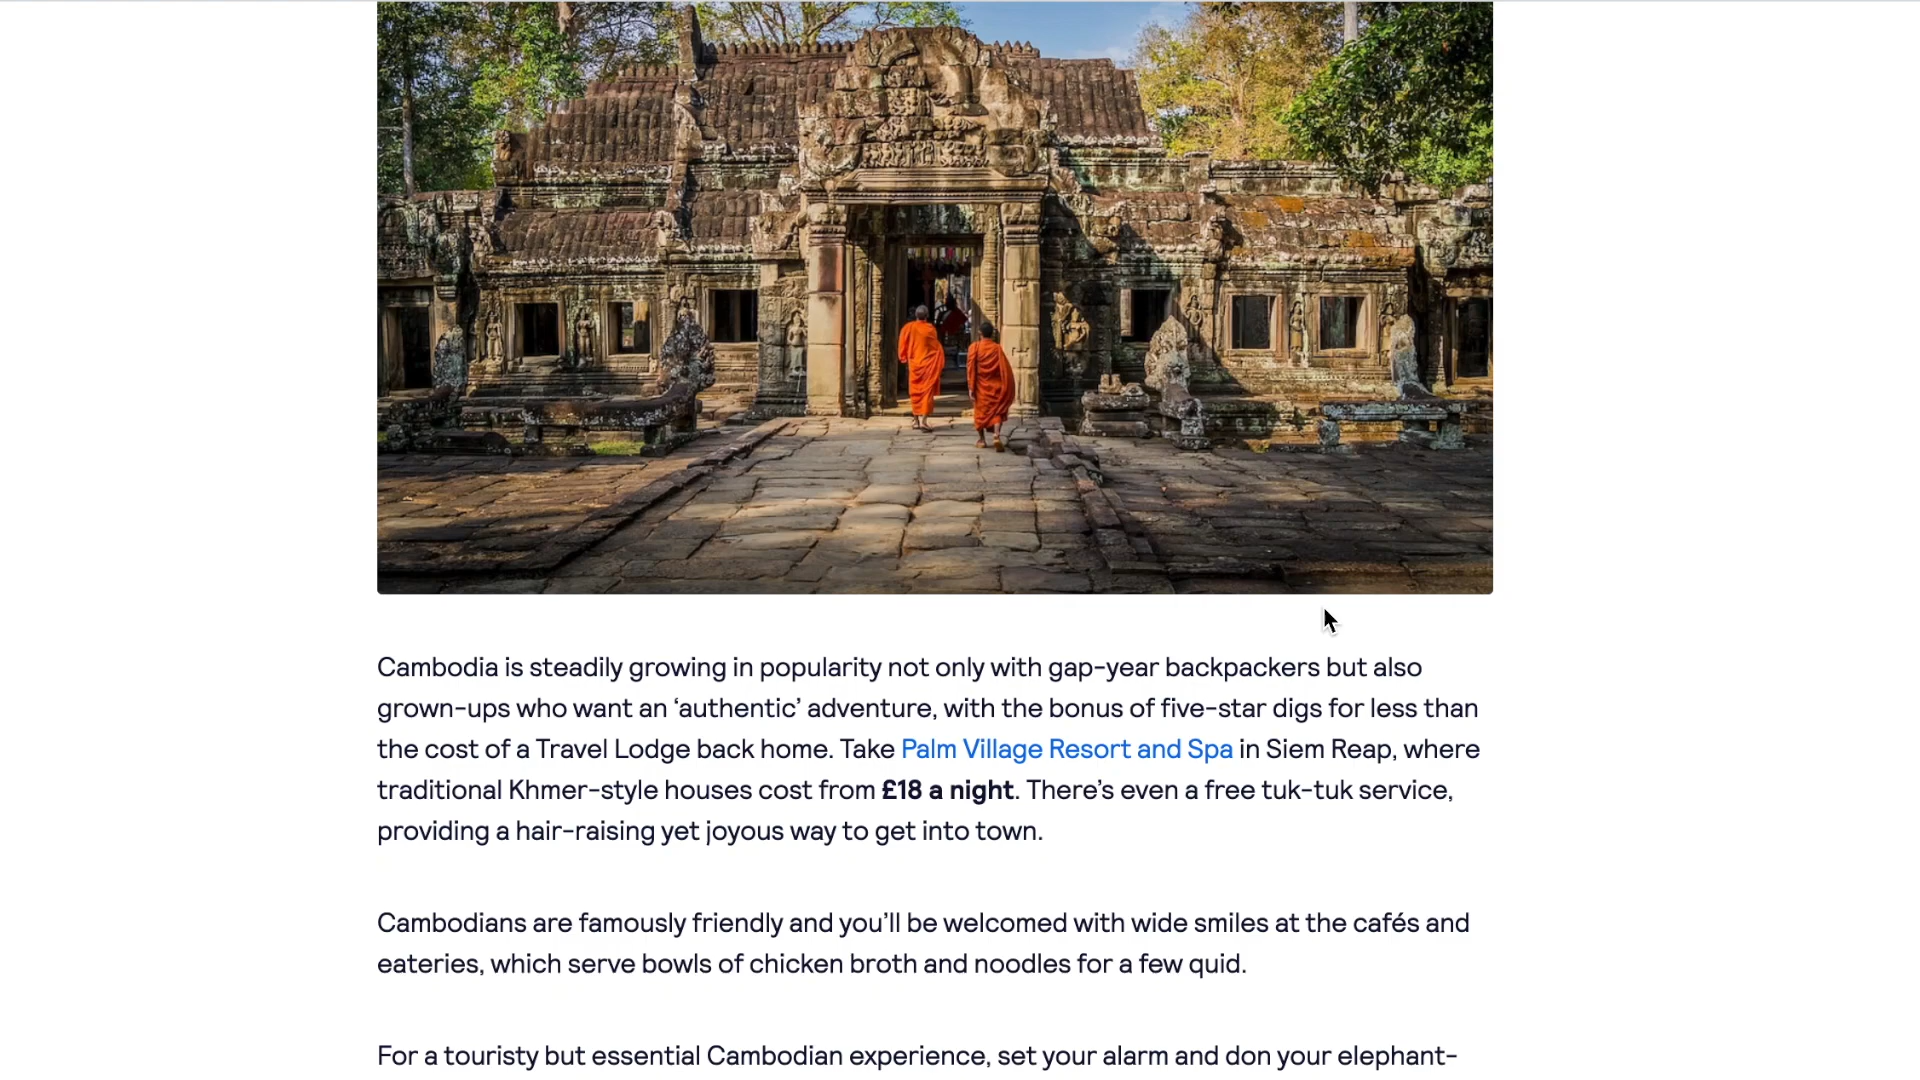 Cambodia is steadily growing in popularity not only with gap-year backpackers but also
grown-ups who want an ‘authentic’ adventure, with the bonus of five-star digs for less than
the cost of a Travel Lodge back home. Take Palm Village Resort and Spa in Siem Reap, where
traditional Khmer-style houses cost from £18 a night. There’s even a free tuk-tuk service,
providing a hair-raising yet joyous way to get into town.
Cambodians are famously friendly and you’ll be welcomed with wide smiles at the cafés and
eateries, which serve bowls of chicken broth and noodles for a few quid.
For a touristy but essential Cambodian experience, set your alarm and don your elephant-